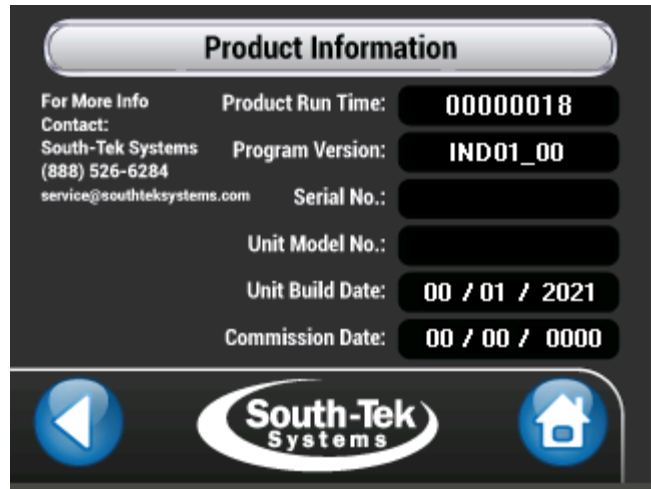 Product Information
For More Info
Contact:
South-Tek Systems
(888) 526-6284
service@southteksystems.com
Product Run Time: 00000018
Program Version: IND01_00
Serial No.:
Unit Model No.:
Unit Build Date: 00 / 01 / 2021
Commission Date: 00 / 00 / 0000
South-Tek
Systems